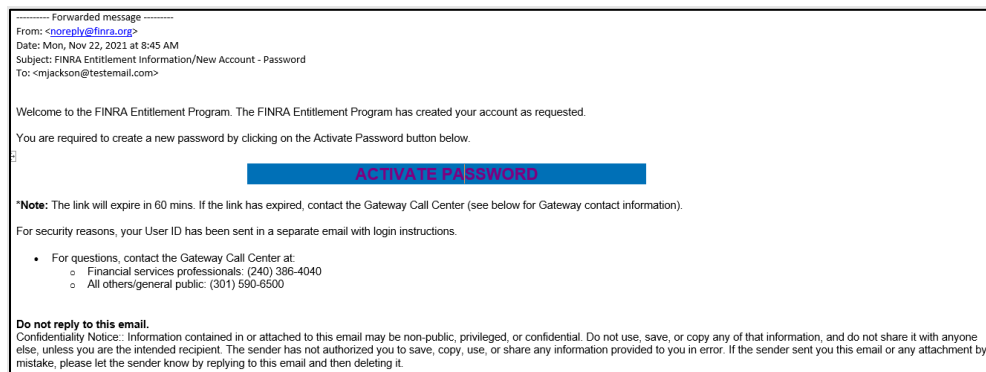 ---------- Forwarded message ---------
From: <noreply@finra.org>
Date: Mon, Nov 22, 2021 at 8:45 AM
Subject: FINRA Entitlement Information/New Account - Password
To: <mjackson@testemail.com>
Welcome to the FINRA Entitlement Program. The FINRA Entitlement Program has created your account as requested.
You are required to create a new password by clicking on the Activate Password button below.
ACTIVATE PASSWORD
*Note: The link will expire in 60 mins. If the link has expired, contact the Gateway Call Center (see below for Gateway contact information).
For security reasons, your User ID has been sent in a separate email with login instructions.
• For questions, contact the Gateway Call Center at:
o Financial services professionals: (240) 386-4040
o All others/general public: (301) 590-6500
Do not reply to this email.
Confidentiality Notice:: Information contained in or attached to this email may be non-public, privileged, or confidential. Do not use, save, or copy any of that information, and do not share it with anyone
else, unless you are the intended recipient. The sender has not authorized you to save, copy, use, or share any information provided to you in error. If the sender sent you this email or any attachment by
mistake, please let the sender know by replying to this email and then deleting it.